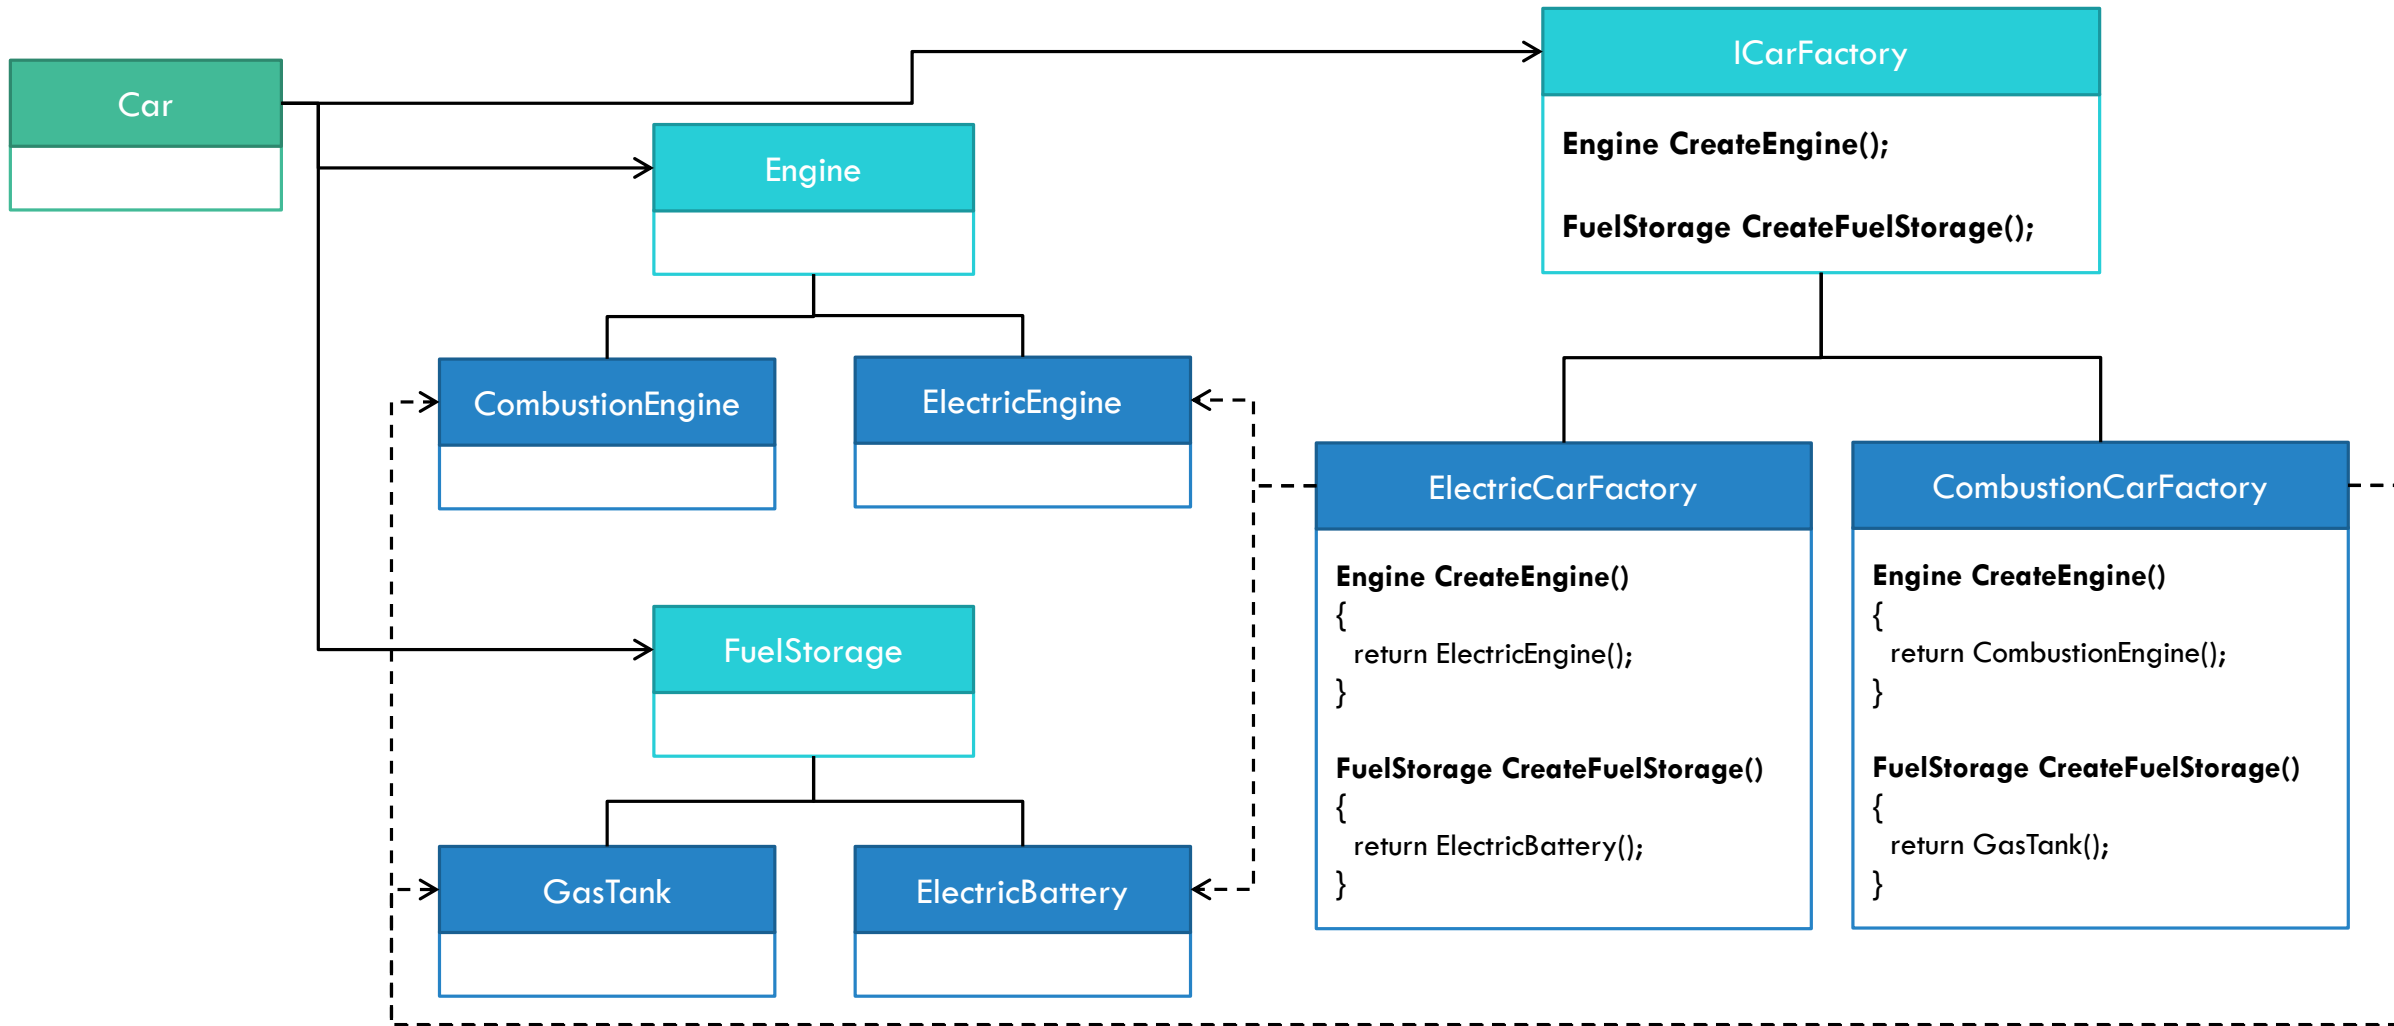 Car
ICarFactory
Engine CreateEngine();
FuelStorage CreateFuelStorage();
Engine
CombustionEngine
ElectricEngine
FuelStorage
GasTank
ElectricBattery
ElectricCarFactory
Engine CreateEngine()
{
return ElectricEngine();
}
FuelStorage CreateFuelStorage()
{
return ElectricBattery();
}
CombustionCarFactory
Engine CreateEngine()
{
return CombustionEngine();
}
FuelStorage CreateFuelStorage()
{
return GasTank();
}